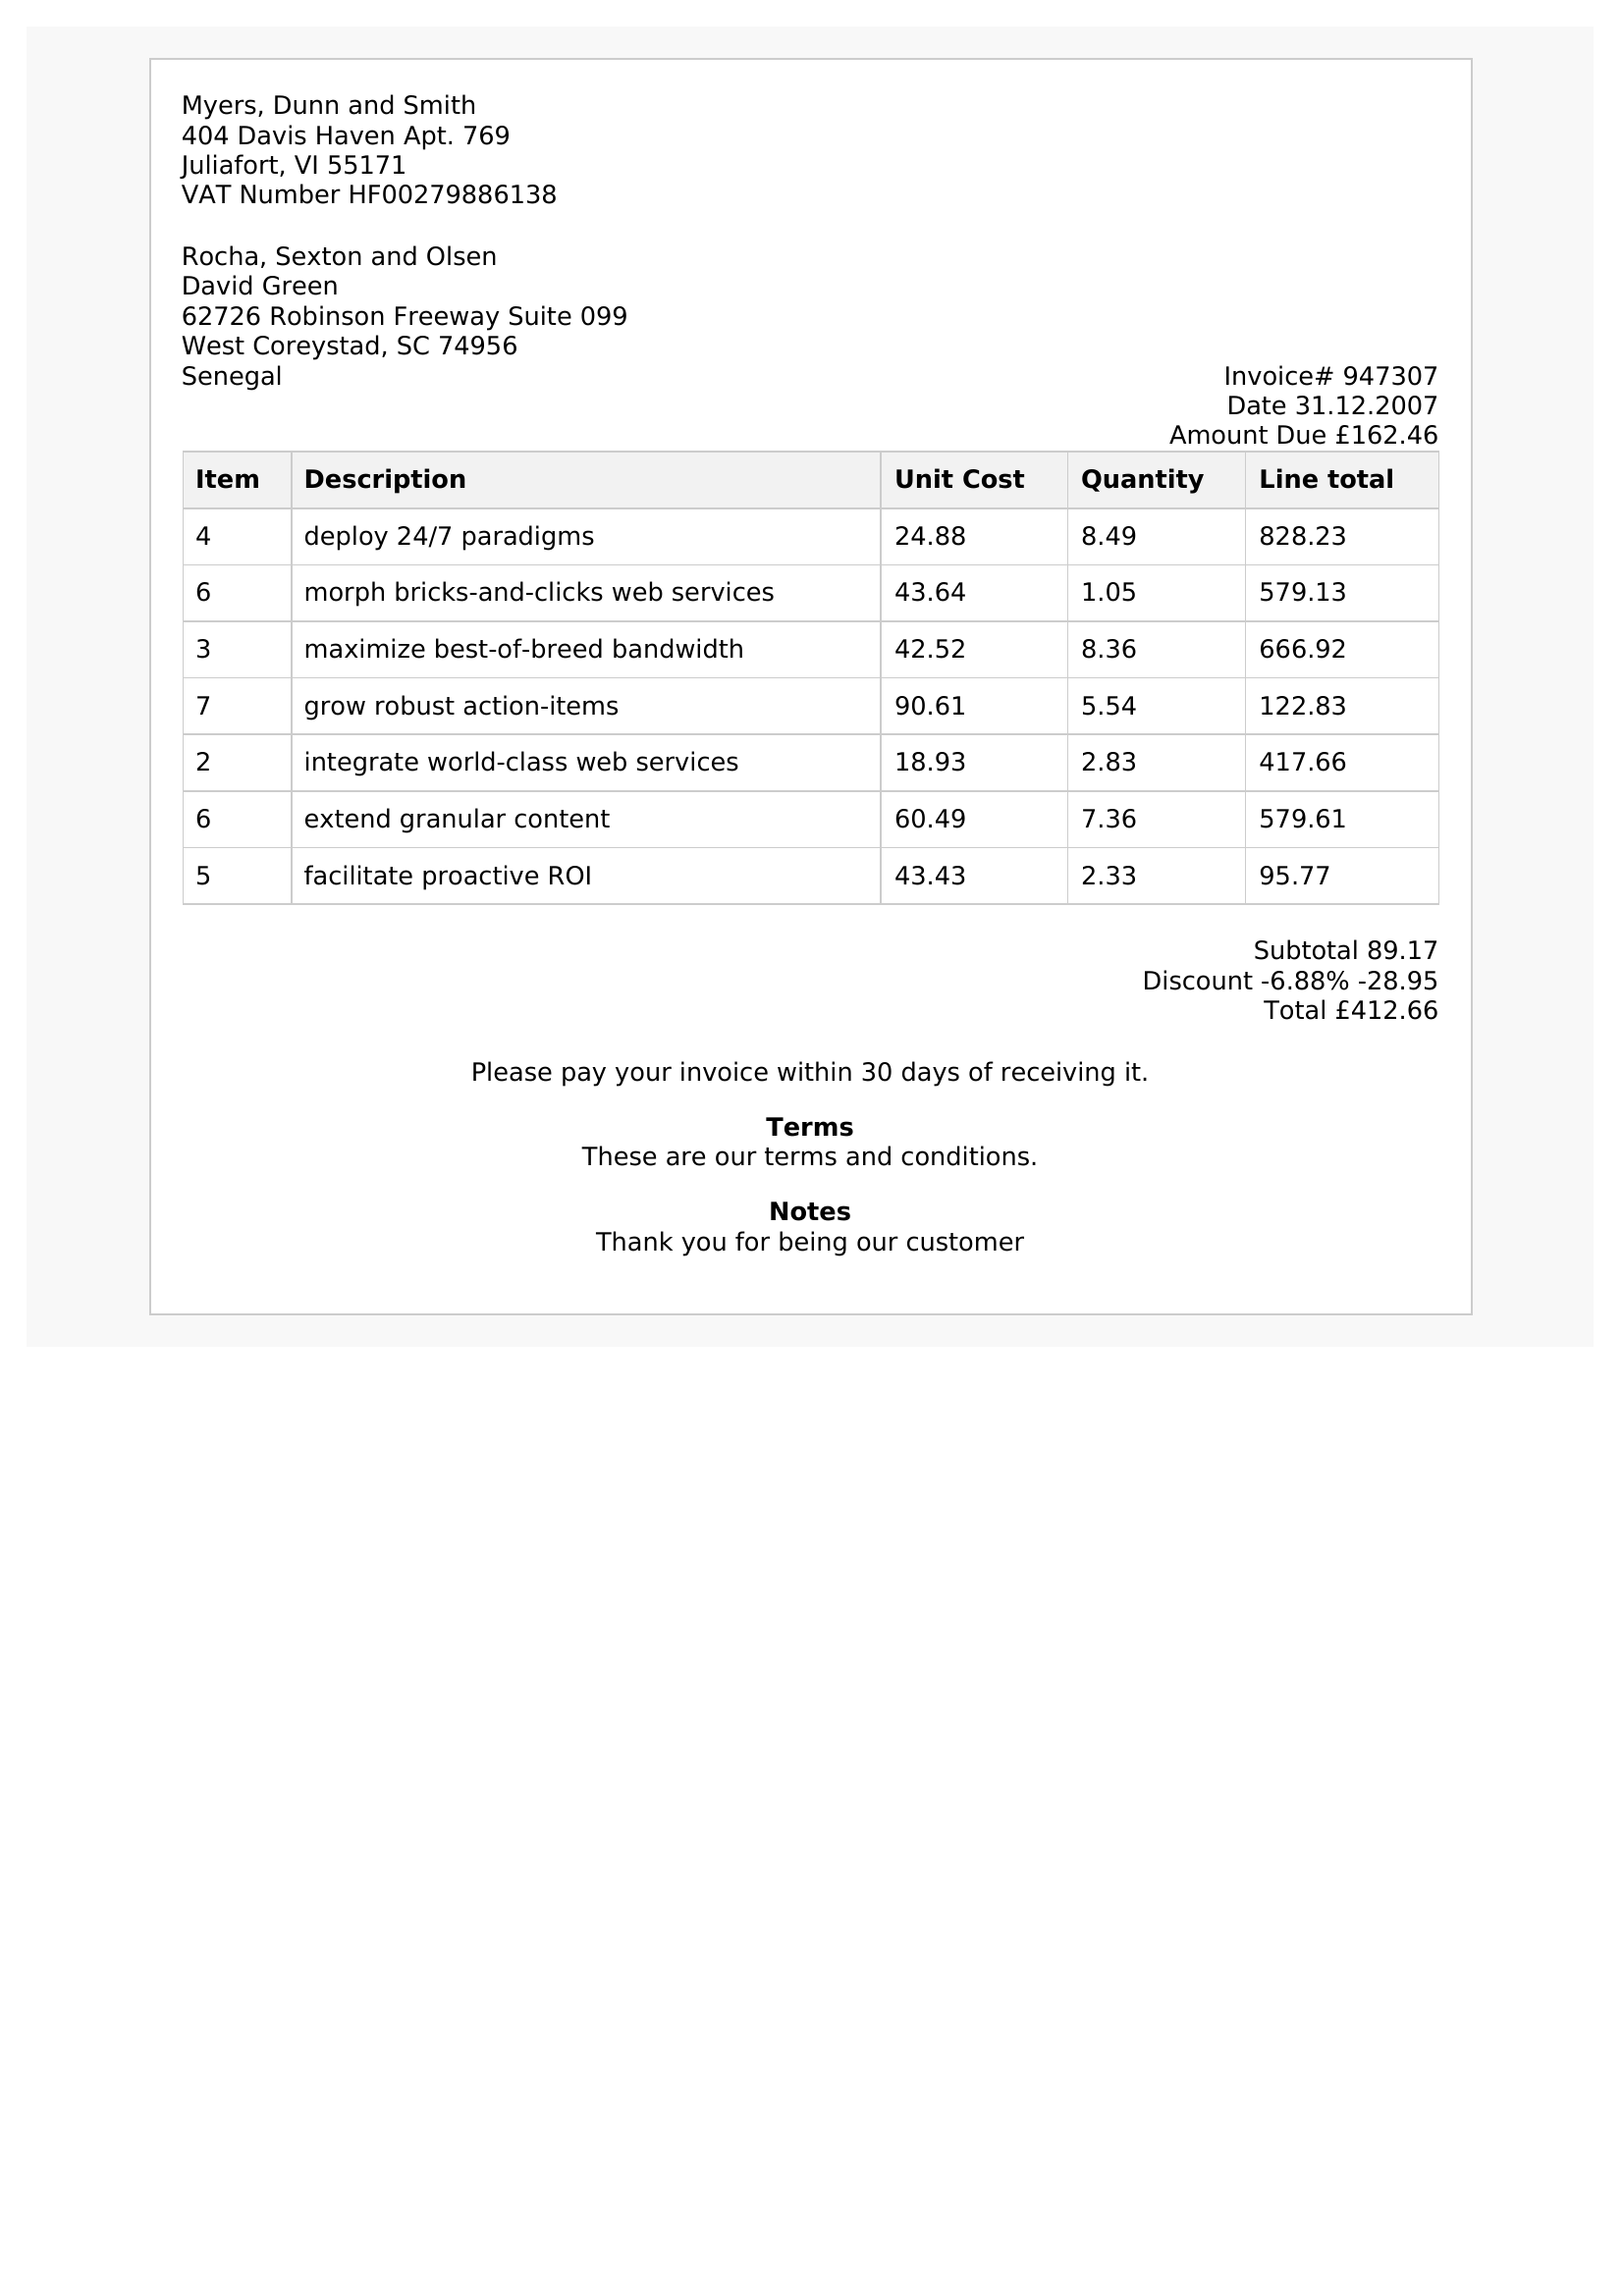 Myers, Dunn and Smith
404 Davis Haven Apt. 769
Juliafort, VI 55171
VAT Number HF00279886138
Rocha, Sexton and Olsen
David Green
62726 Robinson Freeway Suite 099
West Coreystad, SC 74956
Senegal
Invoice# 947307
Date 31.12.2007
Amount Due £162.46
Item Description Unit Cost Quantity Line total
4 deploy 24/7 paradigms 24.88 8.49 828.23
6 morph bricks-and-clicks web services 43.64 1.05 579.13
3 maximize best-of-breed bandwidth 42.52 8.36 666.92
7 grow robust action-items 90.61 5.54 122.83
2 integrate world-class web services 18.93 2.83 417.66
6 extend granular content 60.49 7.36 579.61
5 facilitate proactive ROI 43.43 2.33 95.77
Subtotal 89.17
Discount -6.88% -28.95
Total £412.66
Please pay your invoice within 30 days of receiving it.
Terms
These are our terms and conditions.
Notes
Thank you for being our customer